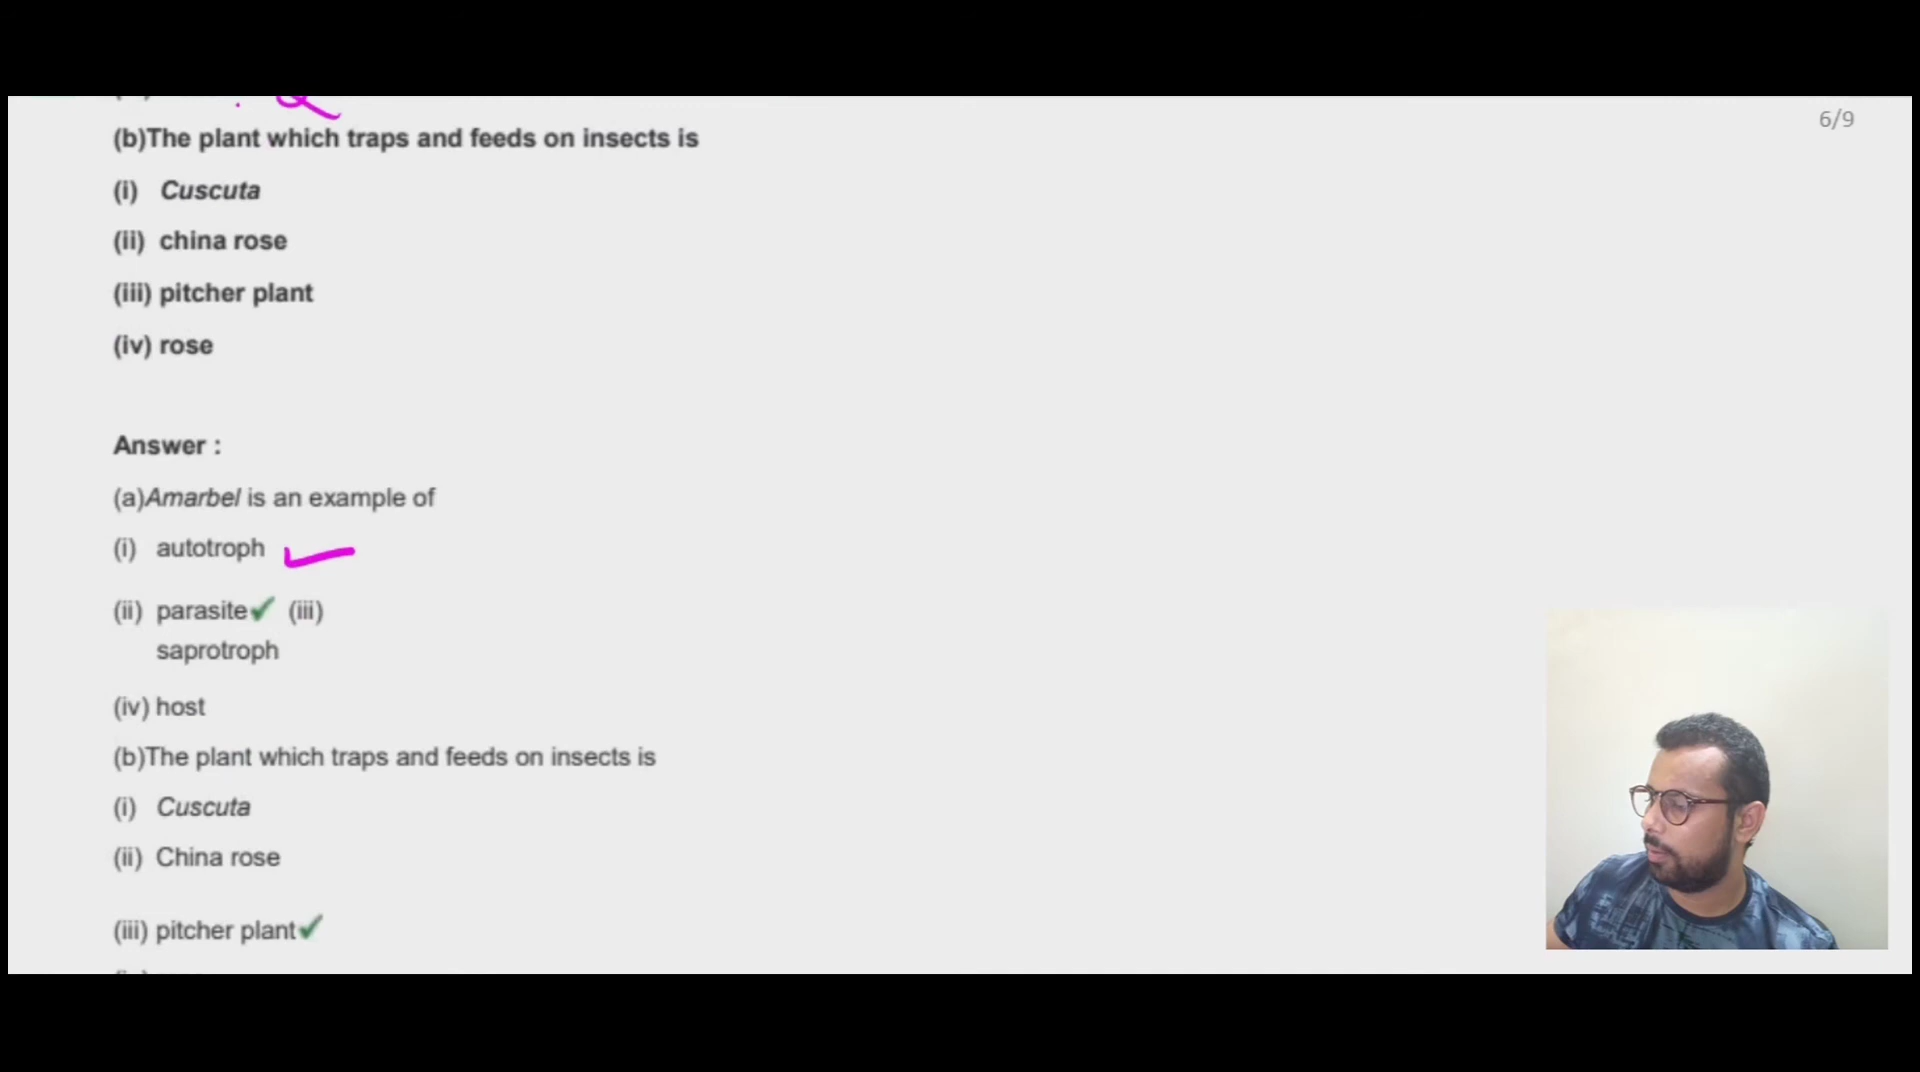 6/9
(b)The plant which traps and feeds on insects is
(i) Cuscuta
(ii) china rose
(iii) pitcher plant
(iv) rose
Answer :
(a)Amarbel is an example of
(i) autotroph
(ii) parasite✔ (iii)
saprotroph
(iv) host
(b)The plant which traps and feeds on insects is
(i) Cuscuta
(ii) China rose
(iii) pitcher plant✔